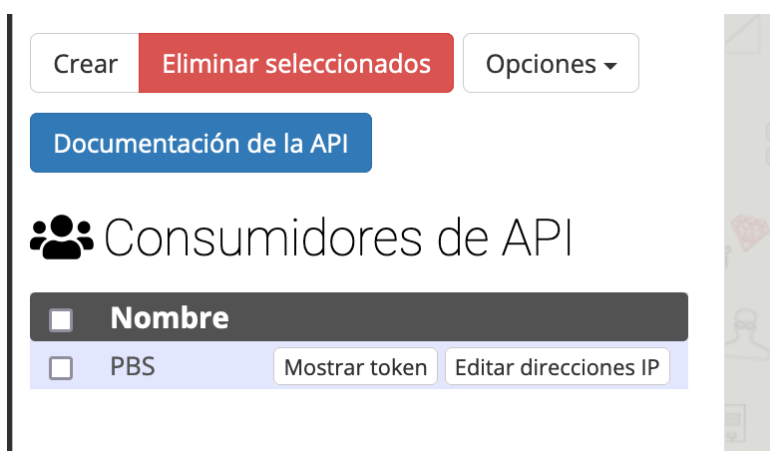 Crear Eliminar seleccionados Opciones
Documentación de la API
Consumidores de API
Nombre
PBS Mostrar token Editar direcciones IP